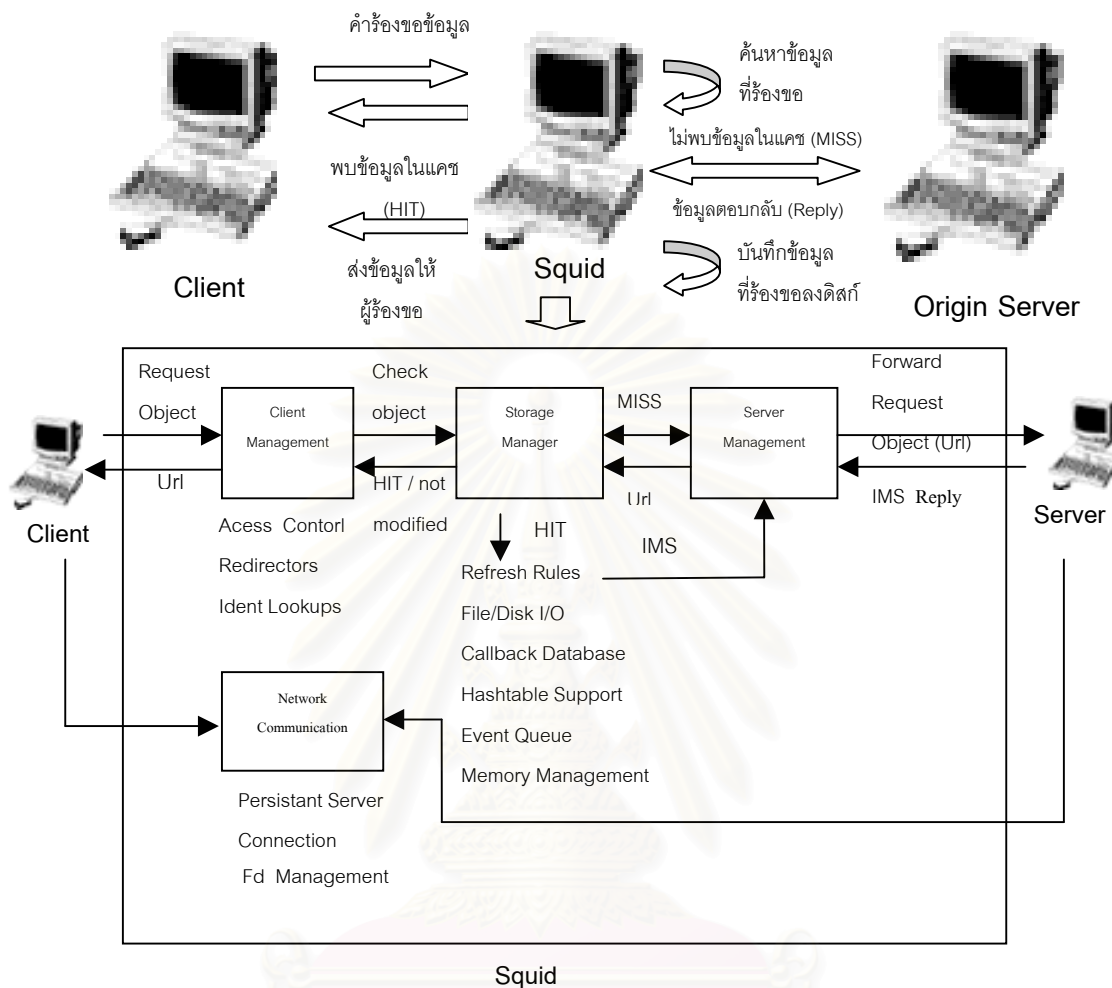 คำร้องขอข้อมูล
พบข้อมูลในแคช
(HIT)
ส่งข้อมูลให้
ผู้ร้องขอ
ค้นหาข้อมูล
ที่ร้องขอ
ไม่พบข้อมูลในแคช (MISS)
ข้อมูลตอบกลับ (Reply)
บันทึกข้อมูล
ที่ร้องขอลงดิสก์
Client
Squid
Origin Server
Request
Object
Url
Client
Management
Check
object
HIT / not
modified
Storage
Manager
MISS
Url
Server
Management
Forward
Request
Object (Url)
IMS Reply
Client
Server
Acess Contorl
Redirectors
Ident Lookups
HIT
IMS
Refresh Rules
File/Disk I/O
Callback Database
Hashtable Support
Event Queue
Memory Management
Network
Communication
Persistant Server
Connection
Fd Management
Squid